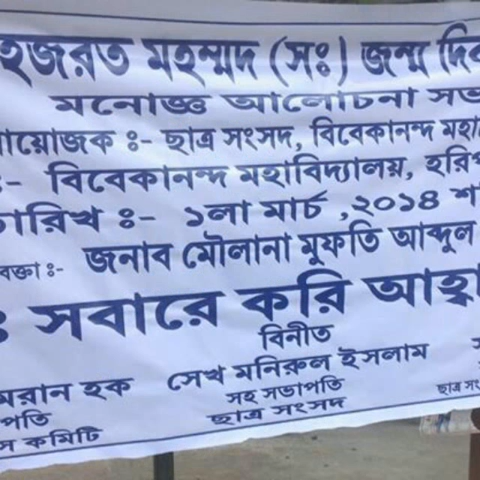 হজরত মহম্মদ (সঃ) জন্ম দিব
মনোজ্ঞ আলোচনা সভা
য়োজক ঃ- ছাত্র সংসদ, বিবেকানন্দ মহা
ঃ- বিবেকানন্দ মহাবিদ্যালয়, হরিপ
তারিখ ঃ- ১লা মার্চ ,২০১৪ শ
বক্তা ঃ- জনাব মৌলানা মুফতি আব্দুল
ঃ সবারে করি আহ্বা
বিনীত
মরান হক সেখ মনিরুল ইসলাম
পতি সহ সভাপতি
স কমিটি ছাত্র সংসদ ছাত্র সং